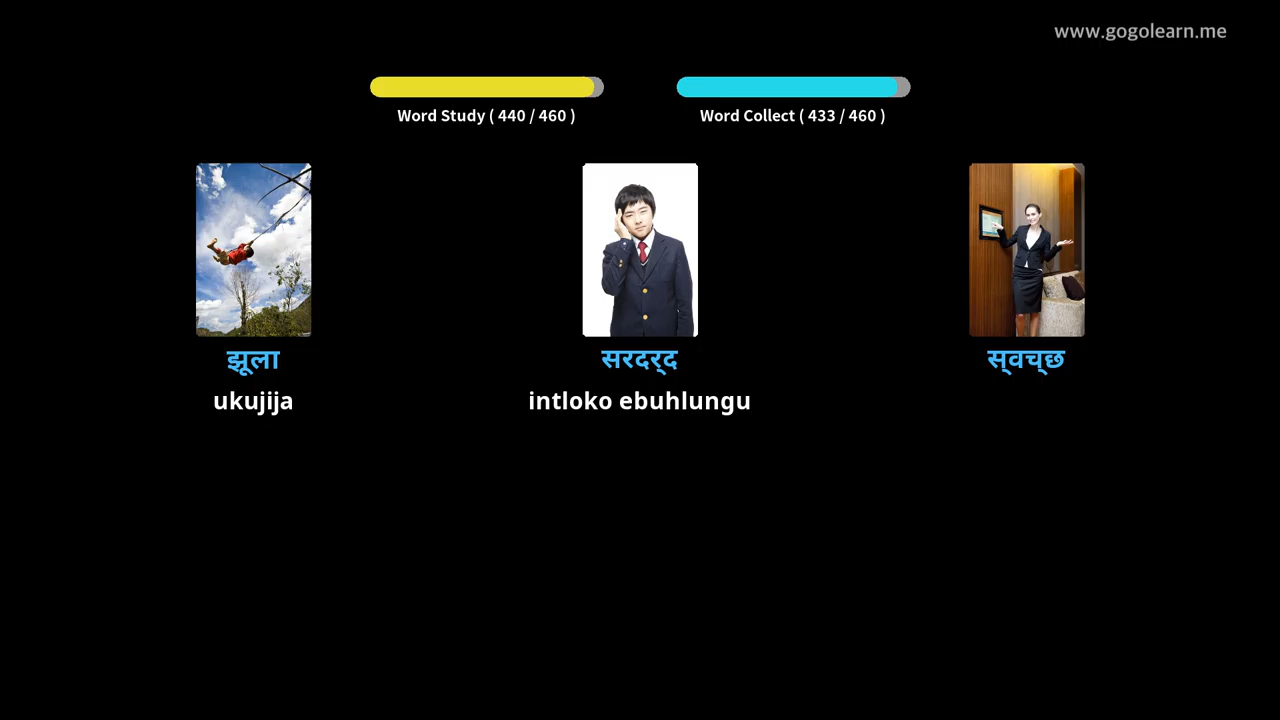 www.gogolearn.me
Word Study ( 440 / 460 )
Word Collect ( 433 / 460 )
झूला
सरदर्द
स्वच्छ
ukujija
intloko ebuhlungu